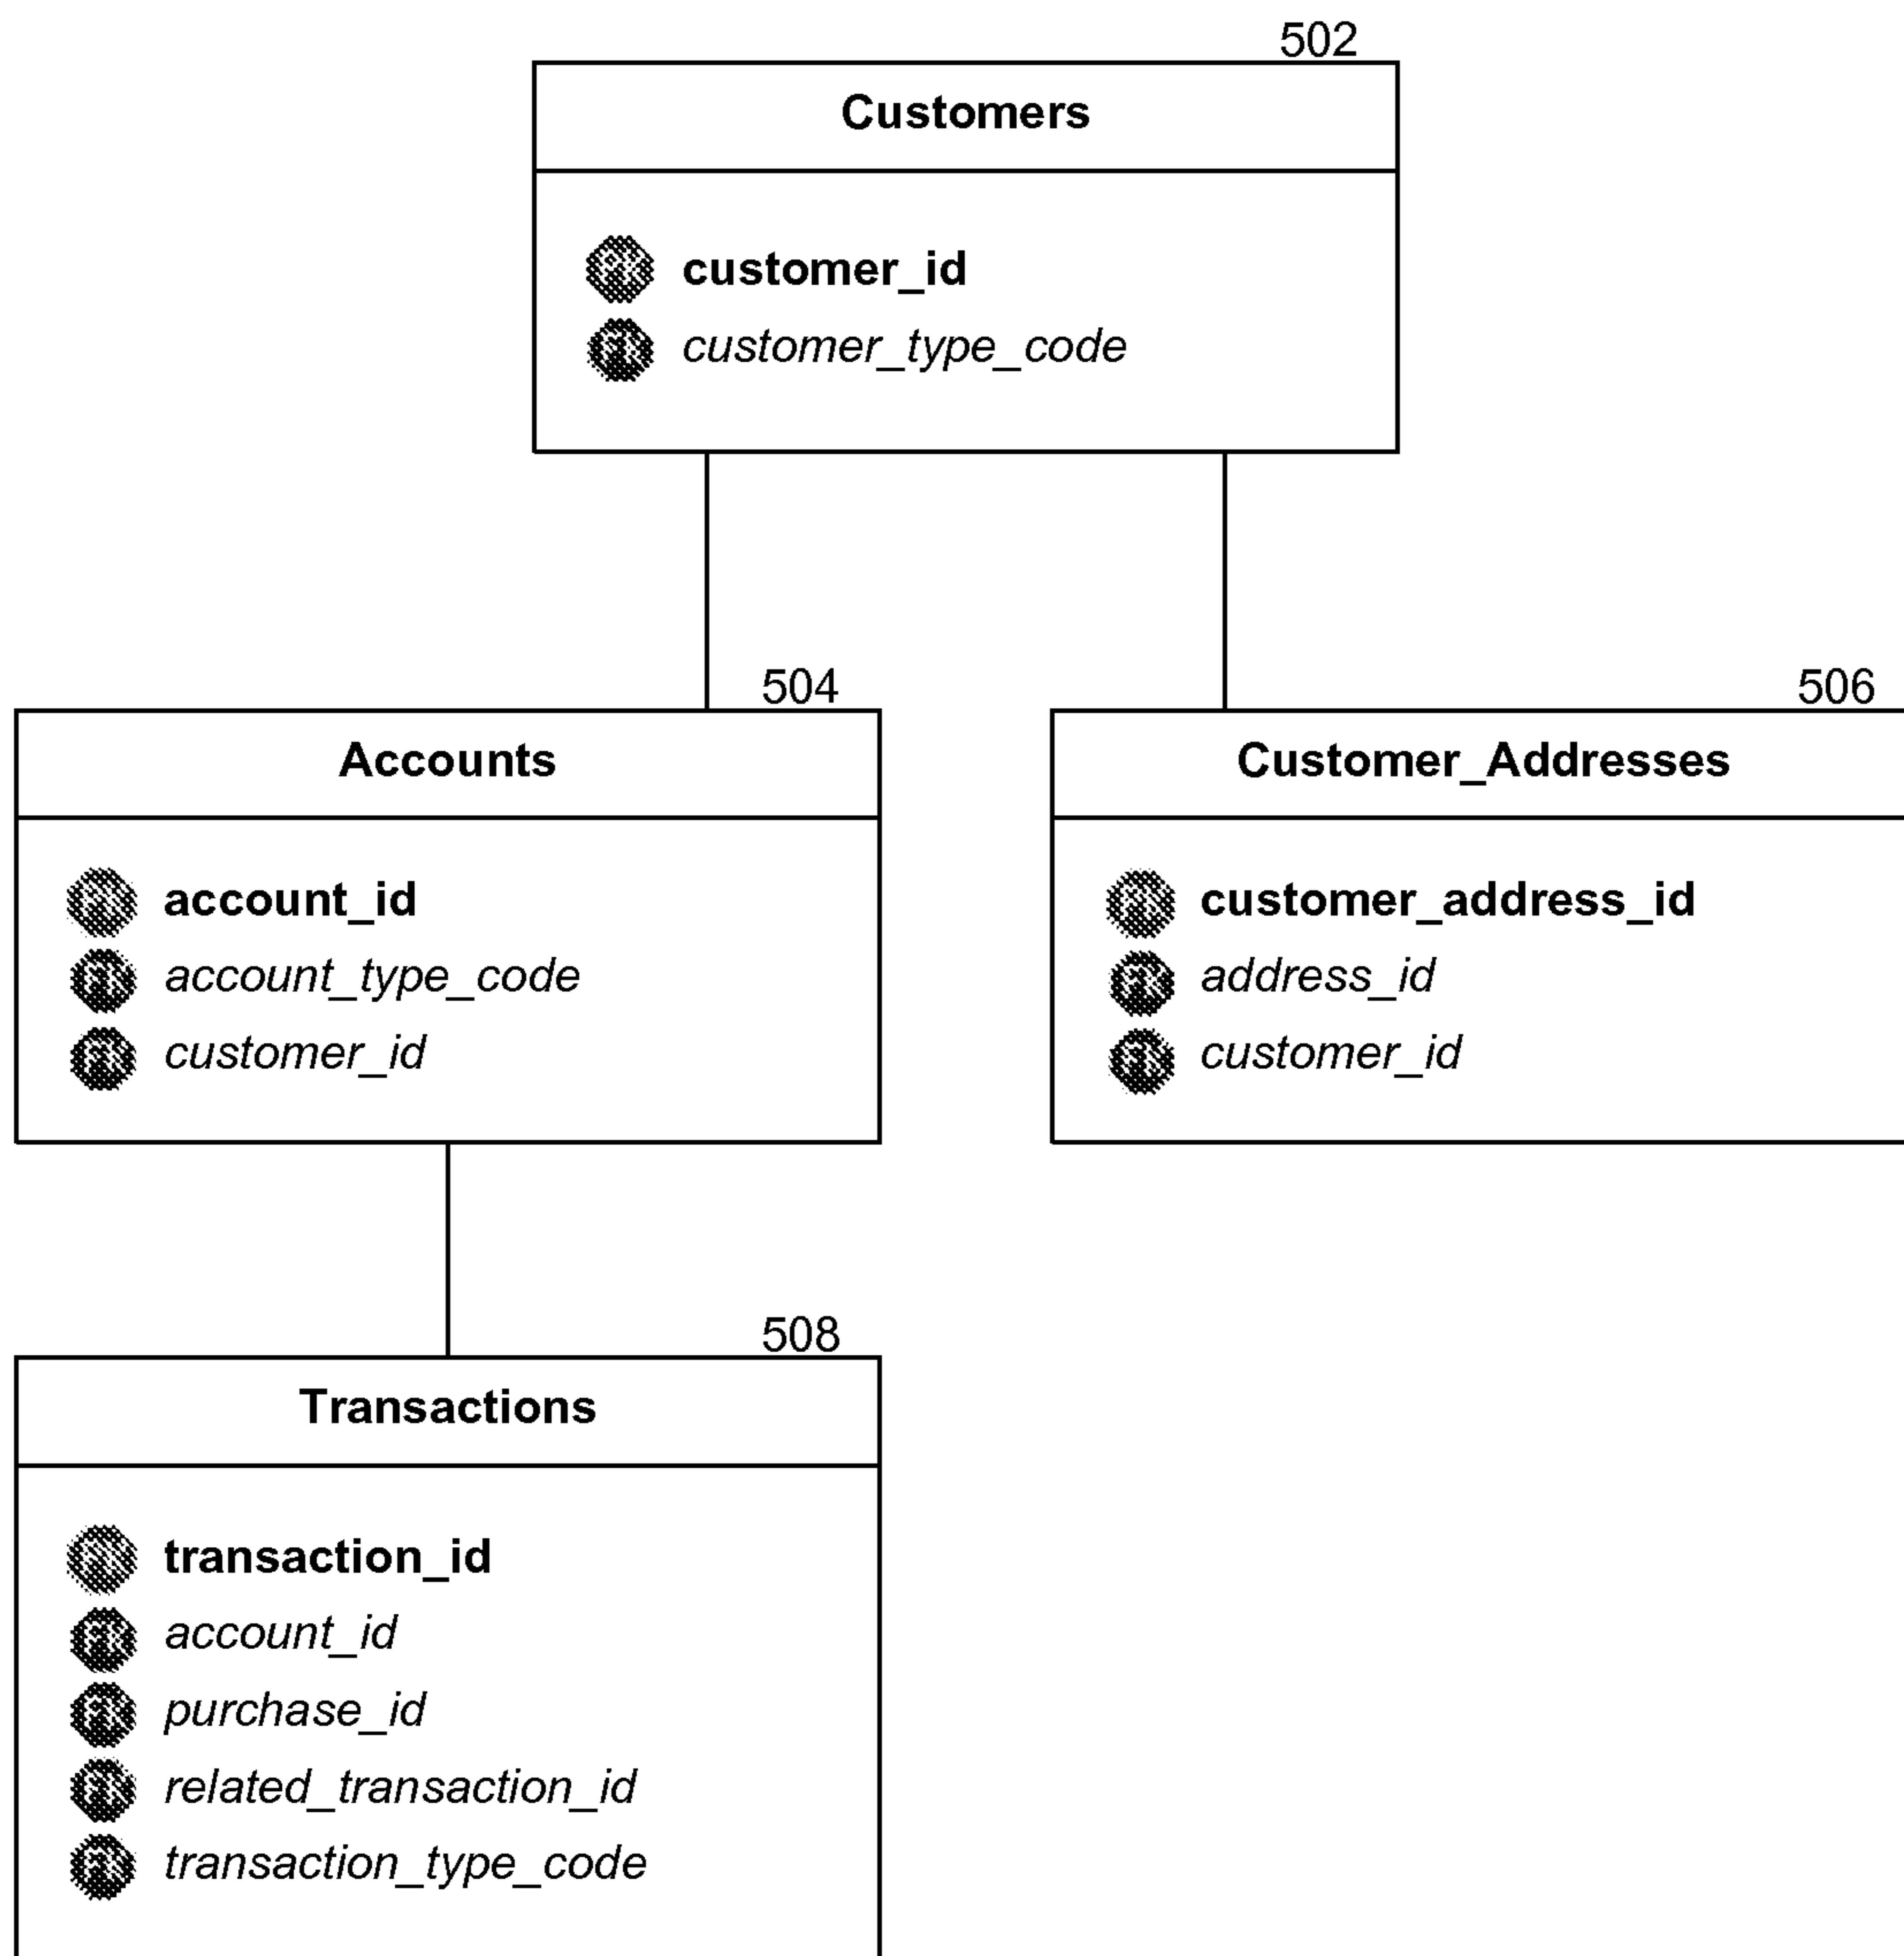 502
Customers
customer_id
customer_type_code
504
506
Accounts
Customer_Addresses
account_id
account_type_code
customer_id
customer_address_id
address_id
customer_id
508
Transactions
transaction_id
account_id
purchase_id
related_transaction_id
transaction_type_code